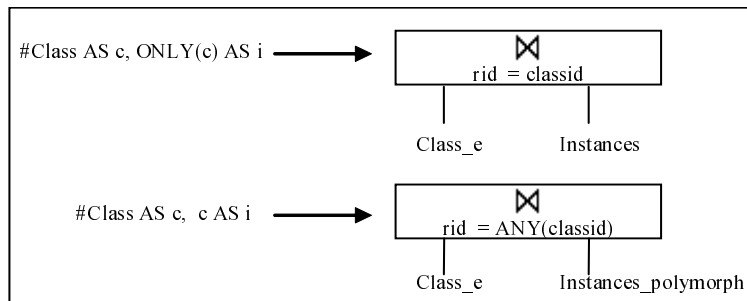 #Class AS c, ONLY(c) AS i
⋈
rid = classid
Class_e Instances
#Class AS c, c AS i
⋈
rid = ANY(classid)
Class_e Instances_polymorph